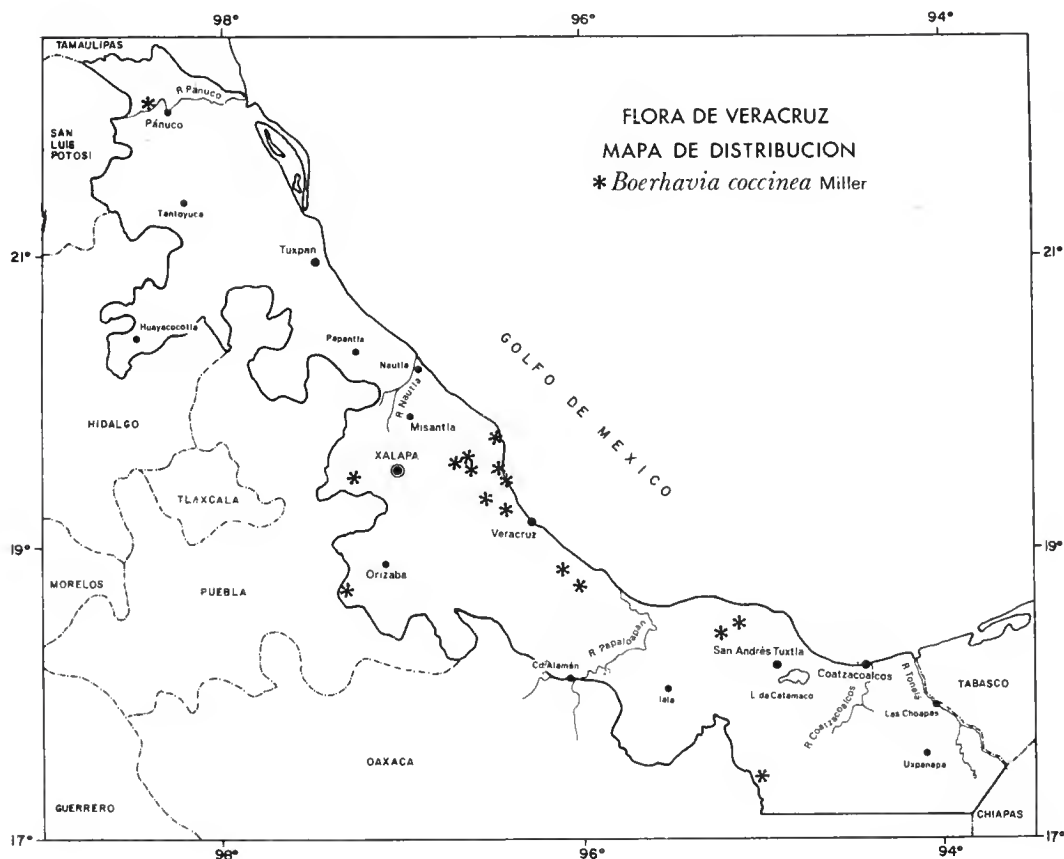 98° 96° 94°
TAMAULIPAS
R Pánuco
Pánuco
SAN
LUIS
POTOSI
FLORA DE VERACRUZ
MAPA DE DISTRIBUCION
* Boerhavia coccinea Miller
Tantoyuca
Tuxpan
21° 21°
Huayacocotla
Papantla
Nautla
R Nautla
GOLFO DE MEXICO
Misantla
HIDALGO
XALAPA
TLAXCALA
Veracruz
19° 19°
Orizaba
MORELOS
PUEBLA
R Papaloapan
San Andrés Tuxtla
Coatzacoalcos
Cd Alemán
L de Catemaco
R Tonalá
TABASCO
Isla
R Coatzacoalcos
Las Choapas
OAXACA
Uxpanapa
GUERRERO
CHIAPAS
17° 17°
98° 96° 94°